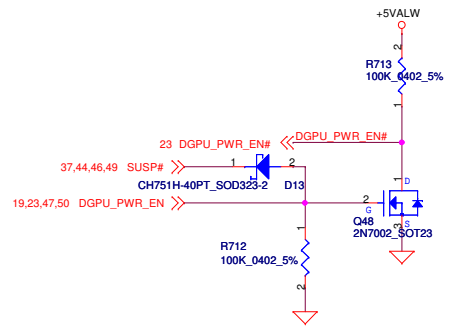 +5VALW
2
R713
100K_0402_5%
1
23 DGPU_PWR_EN#
DGPU_PWR_EN#
37,44,46,49 SUSP#
1
2
CH751H-40PT_SOD323-2
D13
1
D
19,23,47,50 DGPU_PWR_EN
2
G
Q48
2N7002_SOT23
3
S
1
R712
100K_0402_5%
2